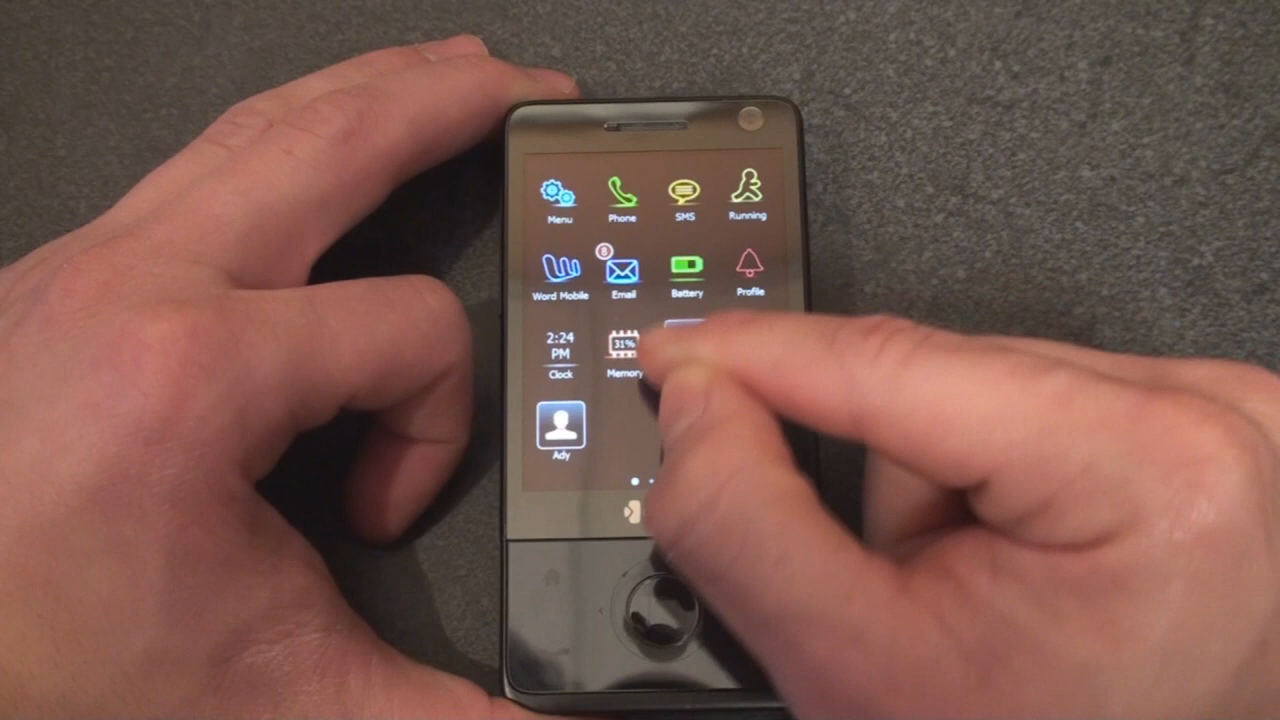 Menu Phone SMS Running
8
Word Mobile Email Battery Profile
2:24
PM
31%
Clock Memory
Ady